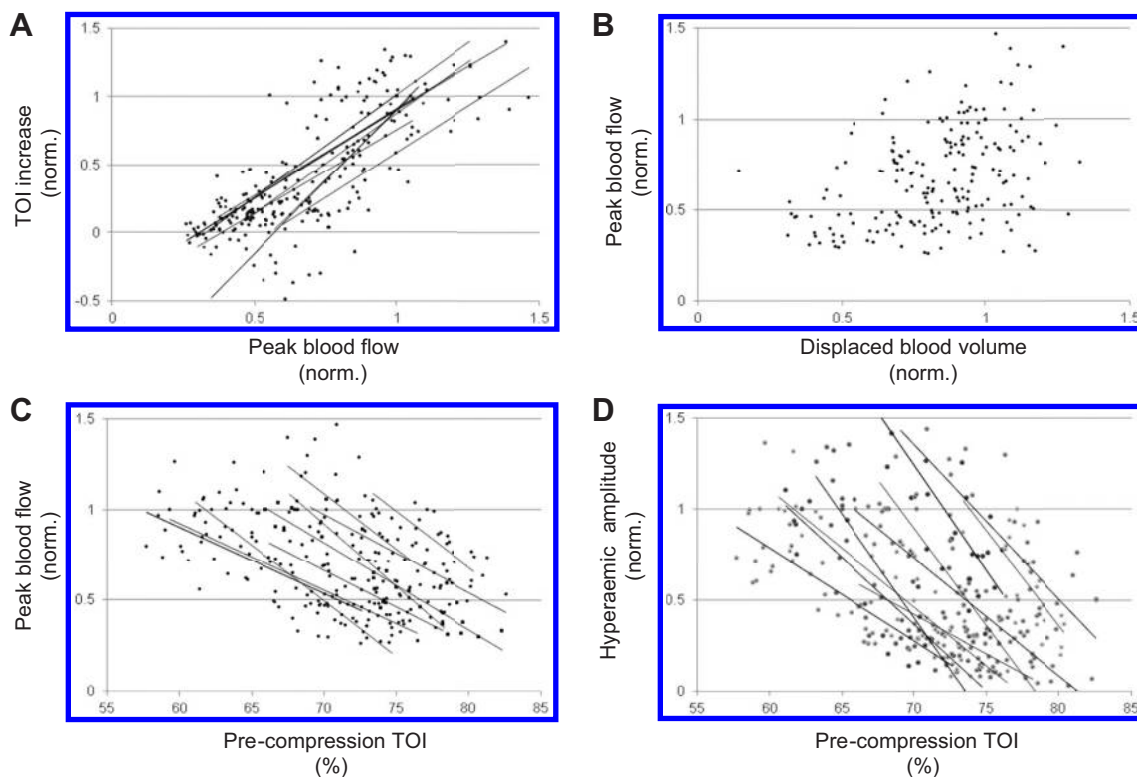 A
1.5
1
0.5
0
-0.5
0
0.5
1
1.5
TOI increase
(norm.)
Peak blood flow
(norm.)
B
1.5
1
0.5
0
0
0.5
1
1.5
Peak blood flow
(norm.)
Displaced blood volume
(norm.)
C
1.5
1
0.5
0
55
60
65
70
75
80
85
Peak blood flow
(norm.)
Pre-compression TOI
(%)
D
1.5
1
0.5
0
55
60
65
70
75
80
85
Hyperaemic amplitude
(norm.)
Pre-compression TOI
(%)